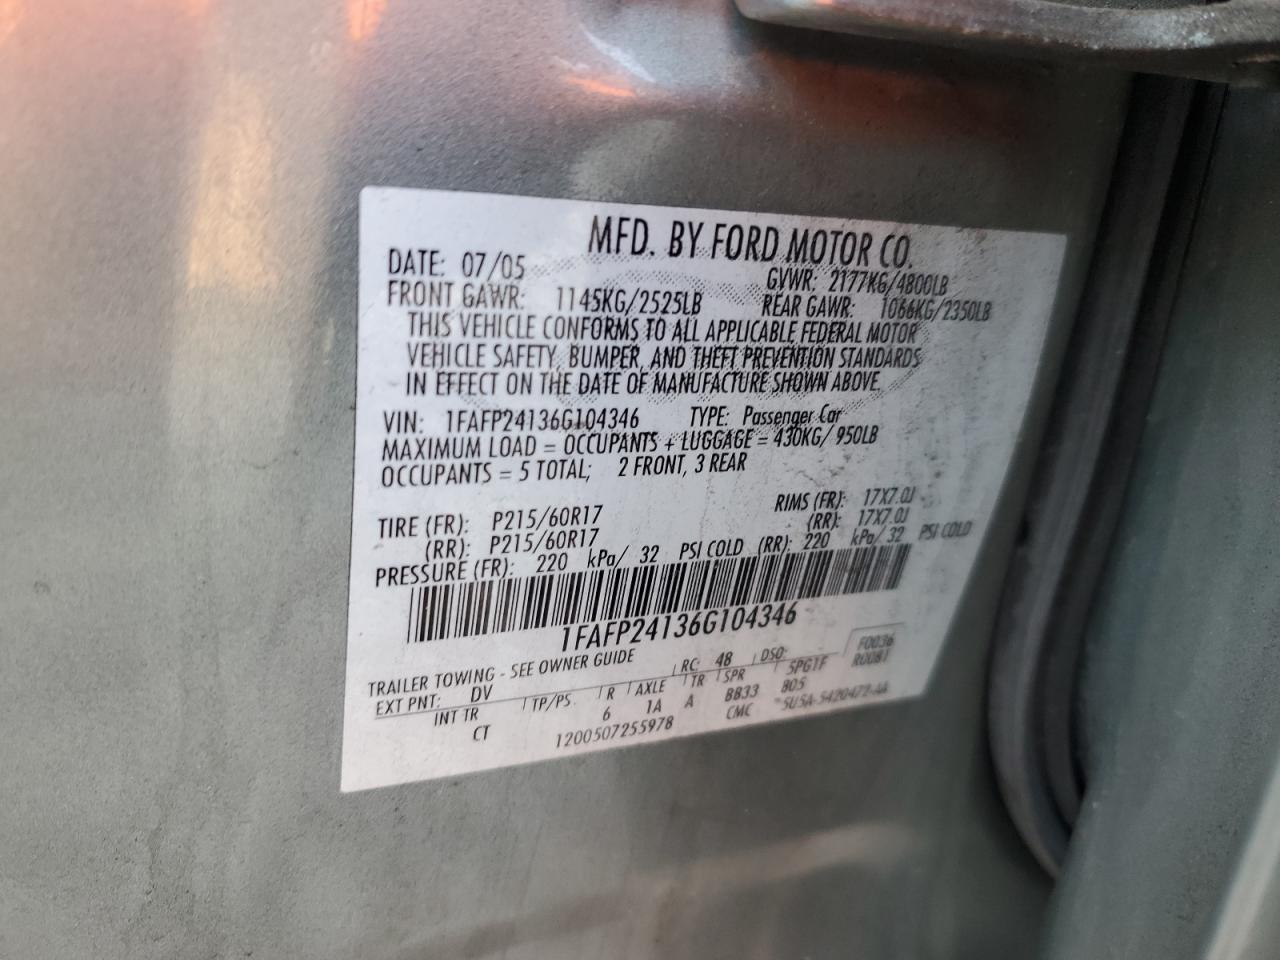 MFD. BY FORD MOTOR CO.
DATE: 07/05 GVWR: 2177KG/4800LB
FRONT GAWR: 1145KG/2525LB REAR GAWR: 1066KG/2350LB
THIS VEHICLE CONFORMS TO ALL APPLICABLE FEDERAL MOTOR
VEHICLE SAFETY, BUMPER, AND THEFT PREVENTION STANDARDS
IN EFFECT ON THE DATE OF MANUFACTURE SHOWN ABOVE.
VIN: 1FAFP24136G104346 TYPE: Passenger Car
MAXIMUM LOAD = OCCUPANTS + LUGGAGE = 430KG/ 950LB
OCCUPANTS = 5 TOTAL; 2 FRONT, 3 REAR
TIRE (FR): P215/60R17 RIMS (FR): 17X7.0J
(RR): P215/60R17 (RR): 17X7.0J
PRESSURE (FR): 220 kPa/ 32 PSI COLD (RR): 220 kPa/ 32 PSI COLD
1FAFP24136G104346
TRAILER TOWING - SEE OWNER GUIDE
EXT PNT: DV RC: 48 DSO: F0036
INT TR TP/PS R AXLE TR SPR SPG1F R0081
CT 6 1A A BB33 805
1200507255978 CMC *5U5A-5420472-AA